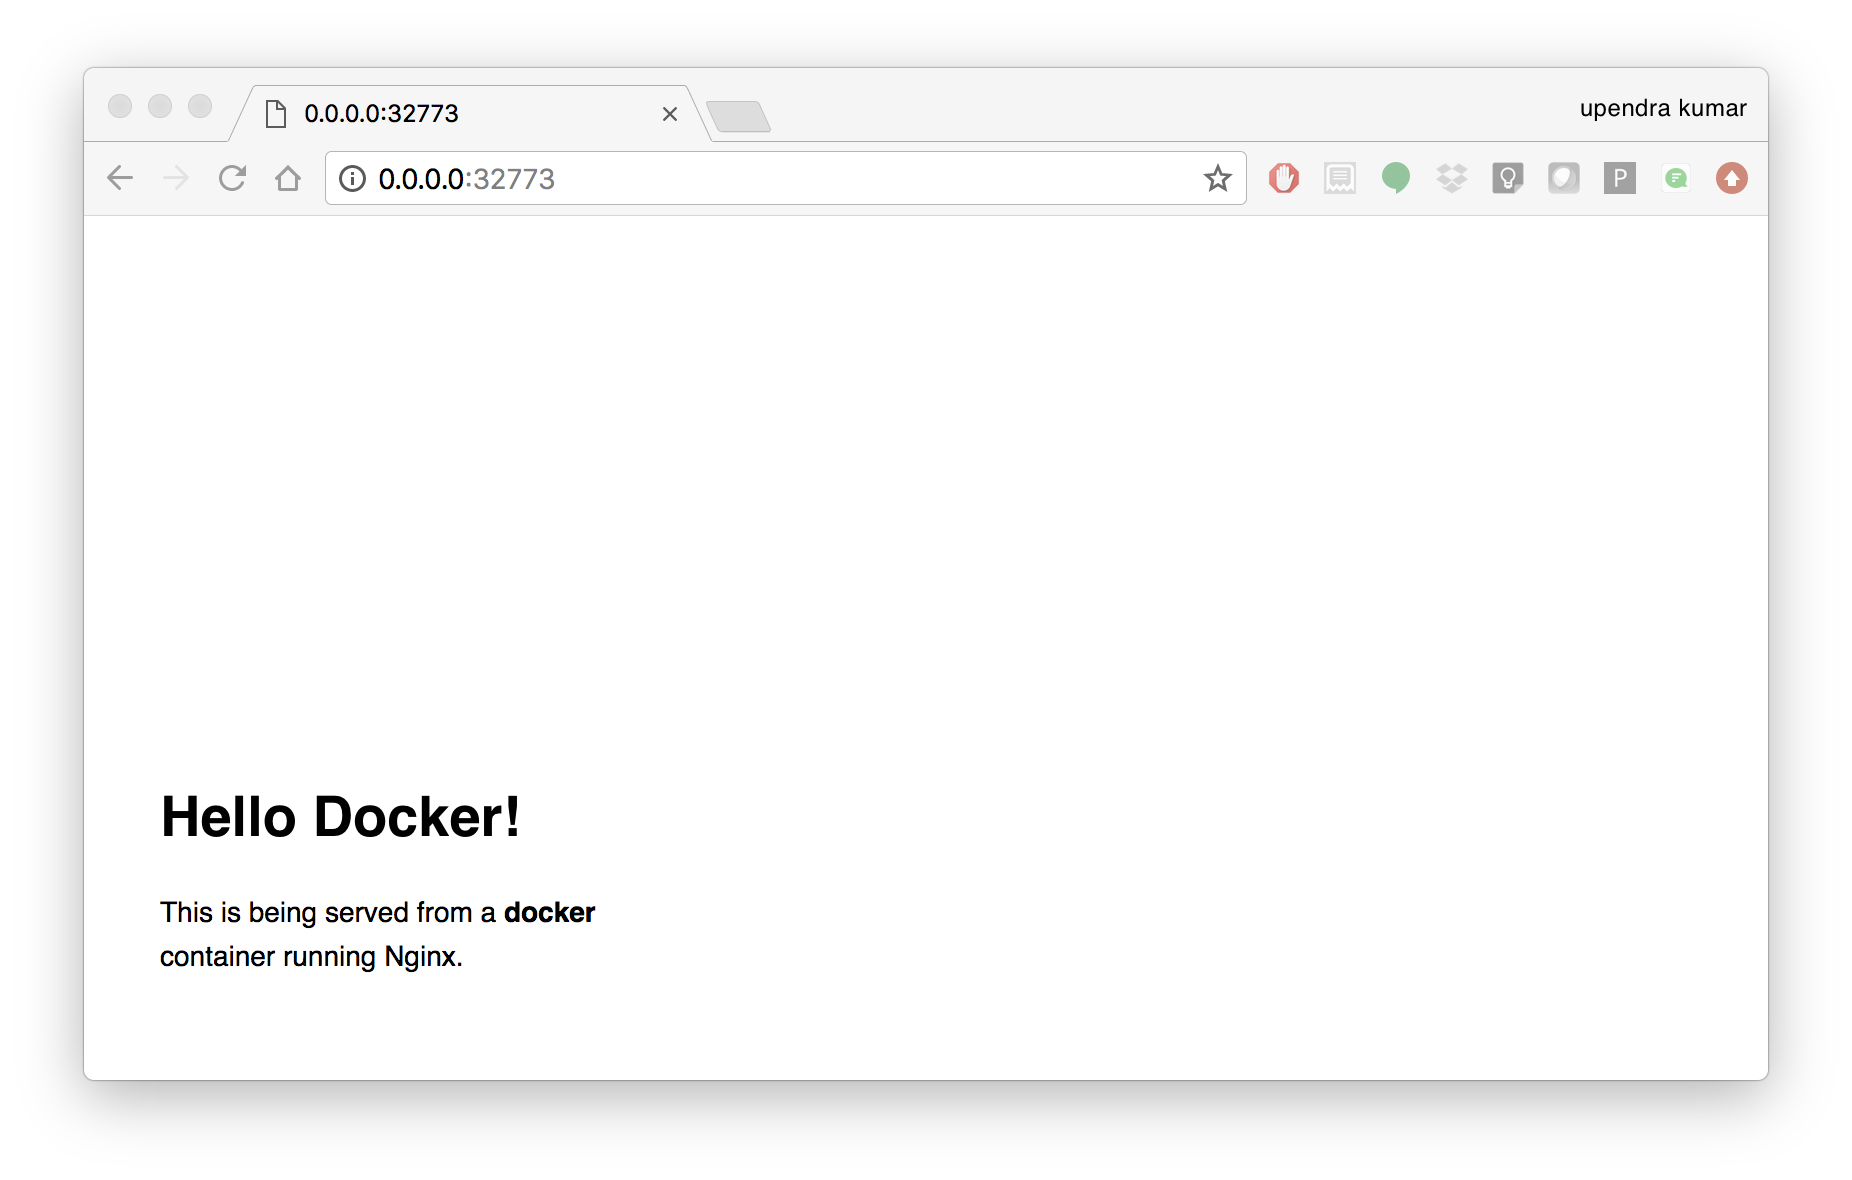 0.0.0.0:32773
upendra kumar
0.0.0.0:32773
P
Hello Docker!
This is being served from a docker
container running Nginx.